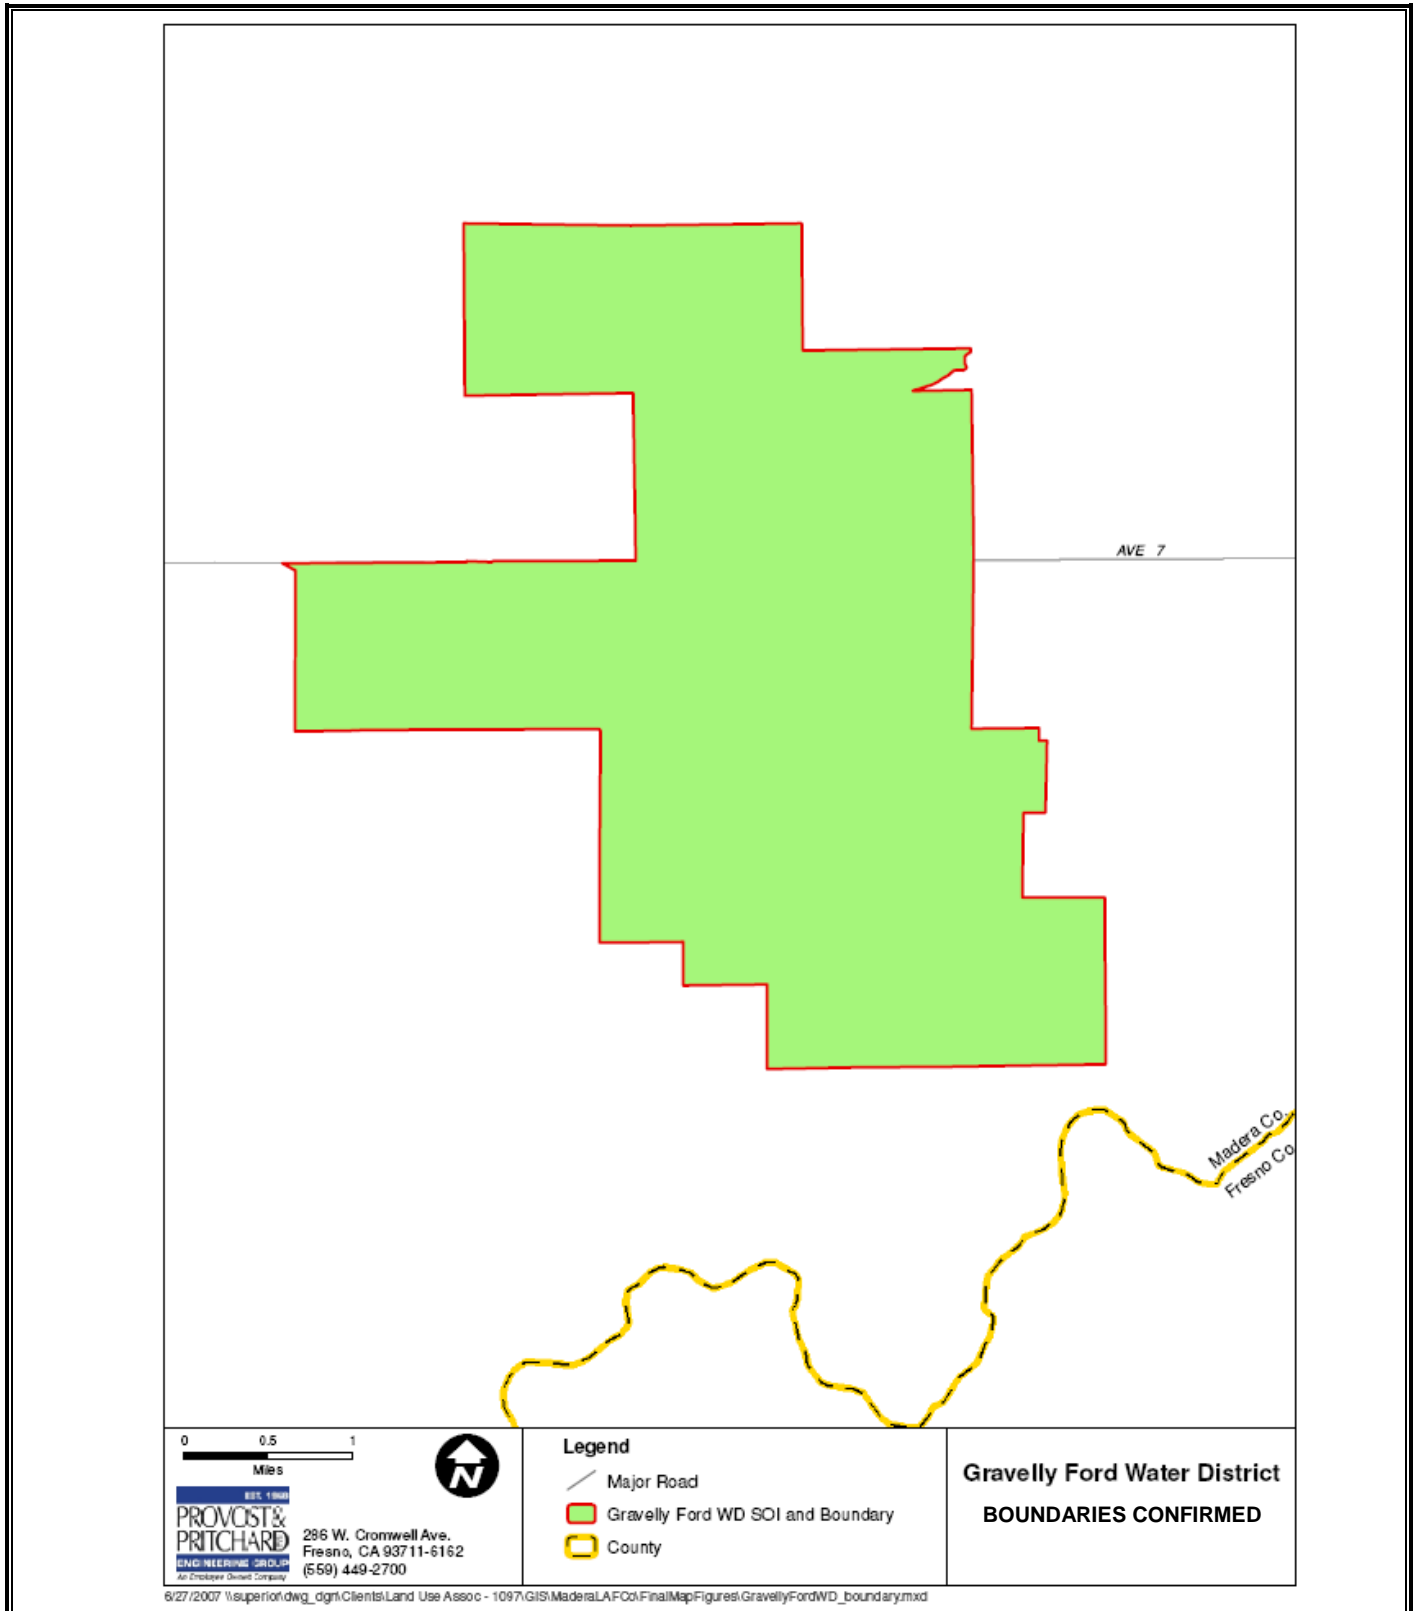 AVE 7
Madera Co.
Fresno Co.
0 0.5 1
Miles
N
EST. 1968
PROVOST &
PRITCHARD
ENGINEERING GROUP
An Employee Owned Company
286 W. Cromwell Ave.
Fresno, CA 93711-6162
(559) 449-2700
Legend
Major Road
Gravelly Ford WD SOI and Boundary
County
Gravelly Ford Water District
BOUNDARIES CONFIRMED
6/27/2007 \\superior\dwg_dgn\Clients\Land Use Assoc - 1097\GIS\MaderaLAFCo\FinalMapFigures\GravellyFordWD_boundary.mxd